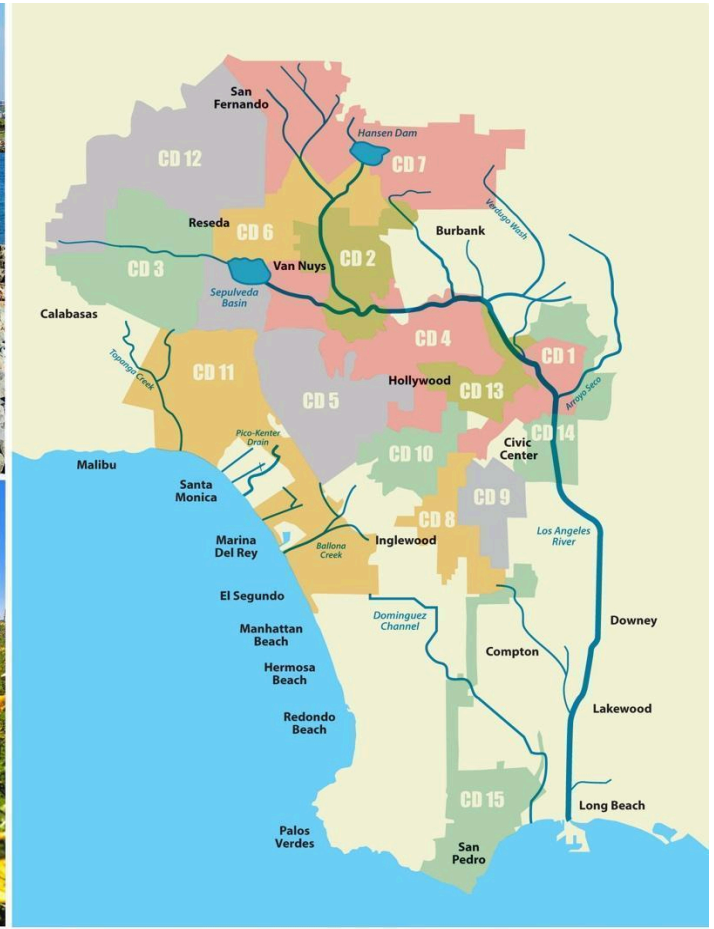 San
Fernando
Hansen Dam
CD 12
CD 7
Verdugo Wash
Reseda
CD 6
Burbank
CD 2
Van Nuys
CD 3
Sepulveda
Basin
Calabasas
CD 4
Topanga Creek
CD 1
CD 11
Hollywood
CD 13
Arroyo Seco
CD 5
Pico-Kenter
Drain
CD 14
Civic
Center
CD 10
Malibu
Santa
Monica
CD 9
CD 8
Marina
Del Rey
Ballona
Creek
Inglewood
Los Angeles
River
El Segundo
Dominguez
Channel
Downey
Manhattan
Beach
Compton
Hermosa
Beach
Lakewood
Redondo
Beach
CD 15
Long Beach
Palos
Verdes
San
Pedro